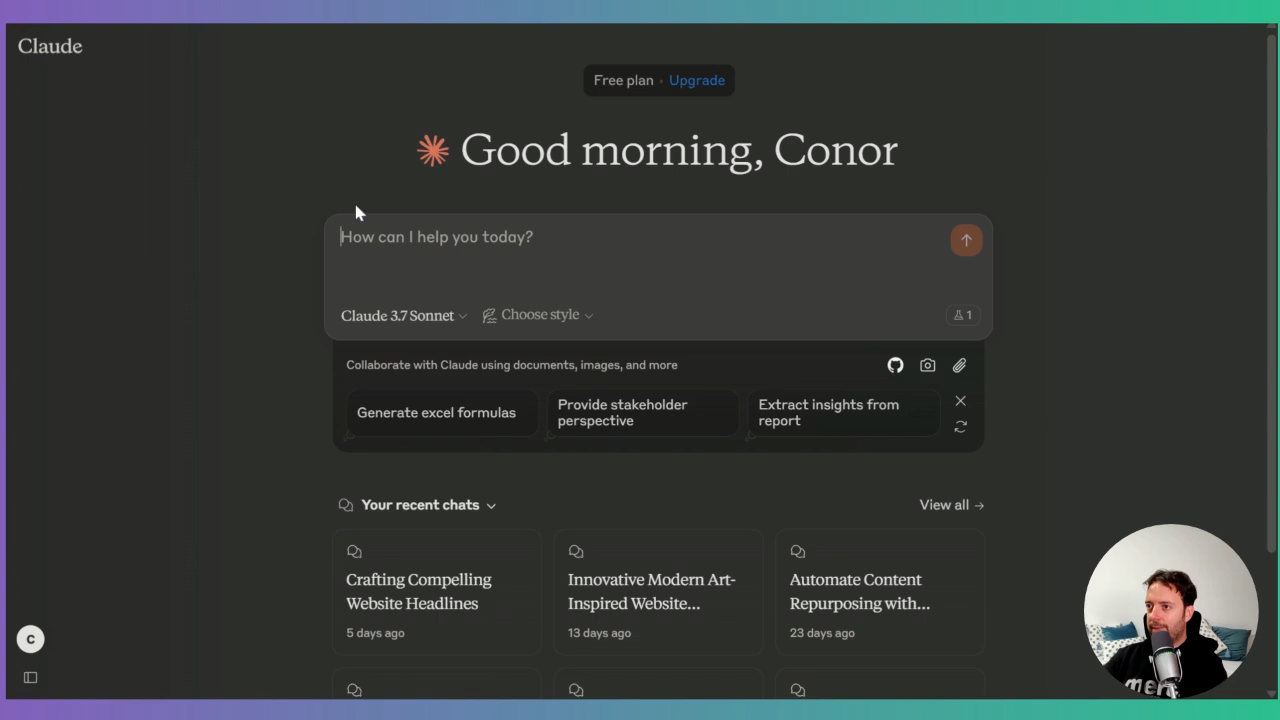 Claude
Free plan · Upgrade
Good morning, Conor
How can I help you today?
Claude 3.7 Sonnet
Choose style
1
Collaborate with Claude using documents, images, and more
Generate excel formulas
Provide stakeholder
perspective
Extract insights from
report
Your recent chats
View all
Crafting Compelling
Website Headlines
5 days ago
Innovative Modern Art-
Inspired Website...
13 days ago
Automate Content
Repurposing with...
23 days ago
C